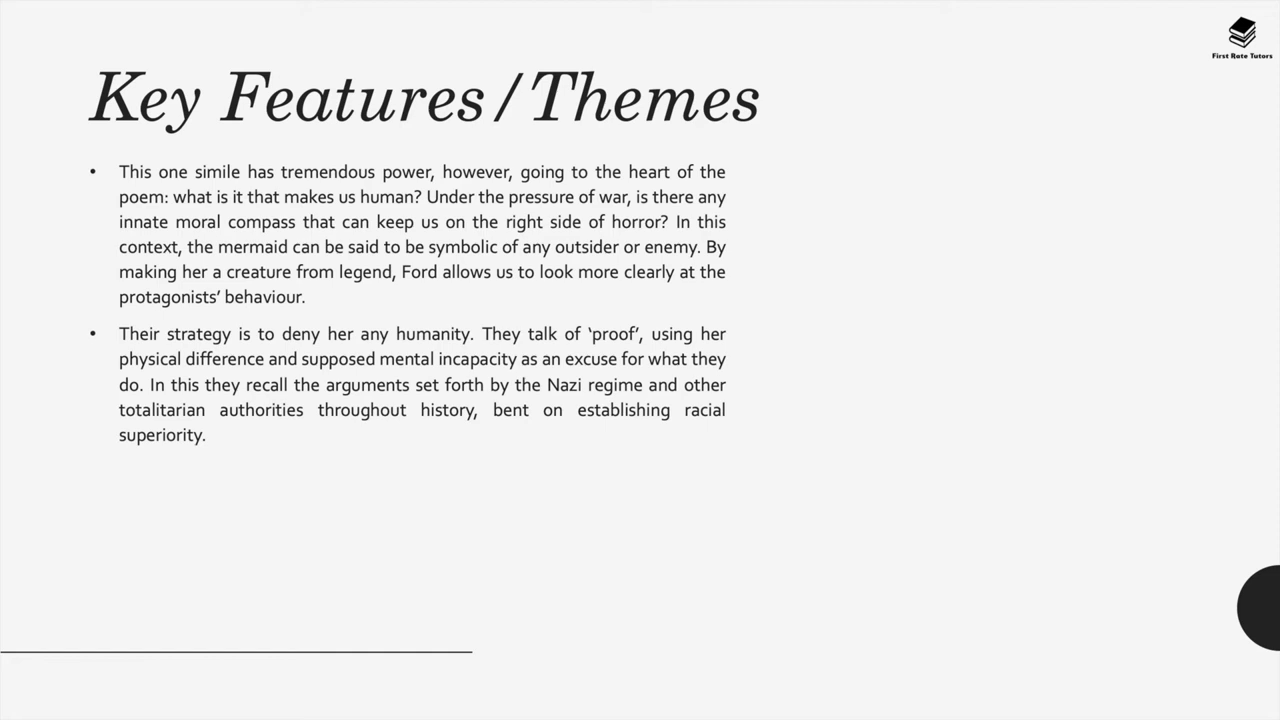 First Rate Tutors
Key Features/Themes
• This one simile has tremendous power, however, going to the heart of the
poem: what is it that makes us human? Under the pressure of war, is there any
innate moral compass that can keep us on the right side of horror? In this
context, the mermaid can be said to be symbolic of any outsider or enemy. By
making her a creature from legend, Ford allows us to look more clearly at the
protagonists’ behaviour.
• Their strategy is to deny her any humanity. They talk of ‘proof’, using her
physical difference and supposed mental incapacity as an excuse for what they
do. In this they recall the arguments set forth by the Nazi regime and other
totalitarian authorities throughout history, bent on establishing racial
superiority.